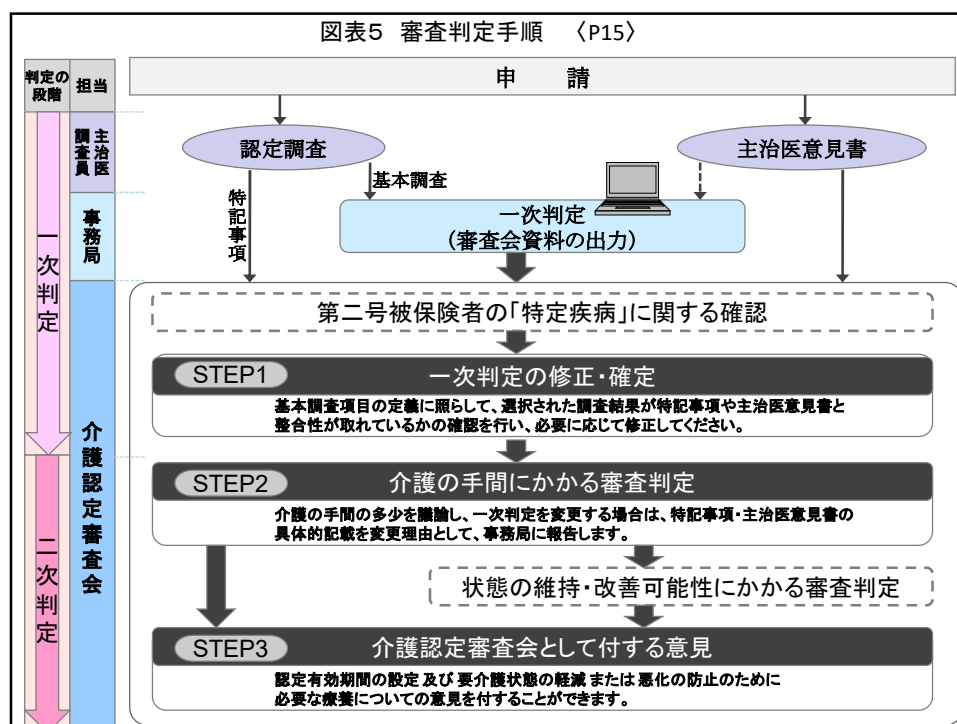 図表5 審査判定手順 〈P15〉
判定の
段階
担当
申 請
主治医
調査員
認定調査
主治医意見書
基本調査
特記事項
一次判定
(審査会資料の出力)
事務局
一次判定
第二号被保険者の「特定疾病」に関する確認
STEP1 一次判定の修正・確定
基本調査項目の定義に照らして、選択された調査結果が特記事項や主治医意見書と
整合性が取れているかの確認を行い、必要に応じて修正してください。
介護認定審査会
STEP2 介護の手間にかかる審査判定
介護の手間の多少を議論し、一次判定を変更する場合は、特記事項・主治医意見書の
具体的記載を変更理由として、事務局に報告します。
二次判定
状態の維持・改善可能性にかかる審査判定
STEP3 介護認定審査会として付する意見
認定有効期間の設定 及び 要介護状態の軽減 または 悪化の防止のために
必要な療養についての意見を付することができます。